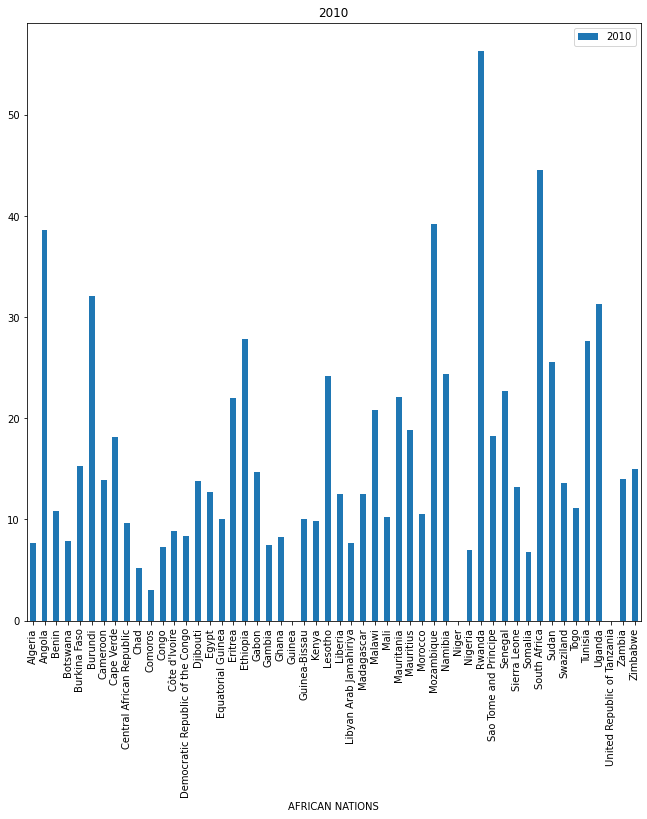 2010
2010
50
40
30
20
10
0
Algeria
Angola
Benin
Botswana
Burkina Faso
Burundi
Cameroon
Cape Verde
Central African Republic
Chad
Comoros
Congo
Côte d'Ivoire
Democratic Republic of the Congo
Djibouti
Egypt
Equatorial Guinea
Eritrea
Ethiopia
Gabon
Gambia
Ghana
Guinea
Guinea-Bissau
Kenya
Lesotho
Liberia
Libyan Arab Jamahiriya
Madagascar
Malawi
Mali
Mauritania
Mauritius
Morocco
Mozambique
Namibia
Niger
Nigeria
Rwanda
Sao Tome and Principe
Senegal
Sierra Leone
Somalia
South Africa
Sudan
Swaziland
Togo
Tunisia
Uganda
United Republic of Tanzania
Zambia
Zimbabwe
AFRICAN NATIONS